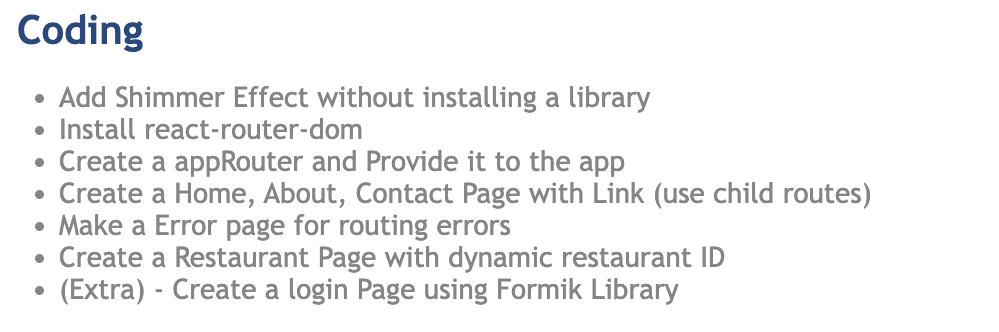 Coding
• Add Shimmer Effect without installing a library
• Install react-router-dom
• Create a appRouter and Provide it to the app
• Create a Home, About, Contact Page with Link (use child routes)
• Make a Error page for routing errors
• Create a Restaurant Page with dynamic restaurant ID
• (Extra) - Create a login Page using Formik Library